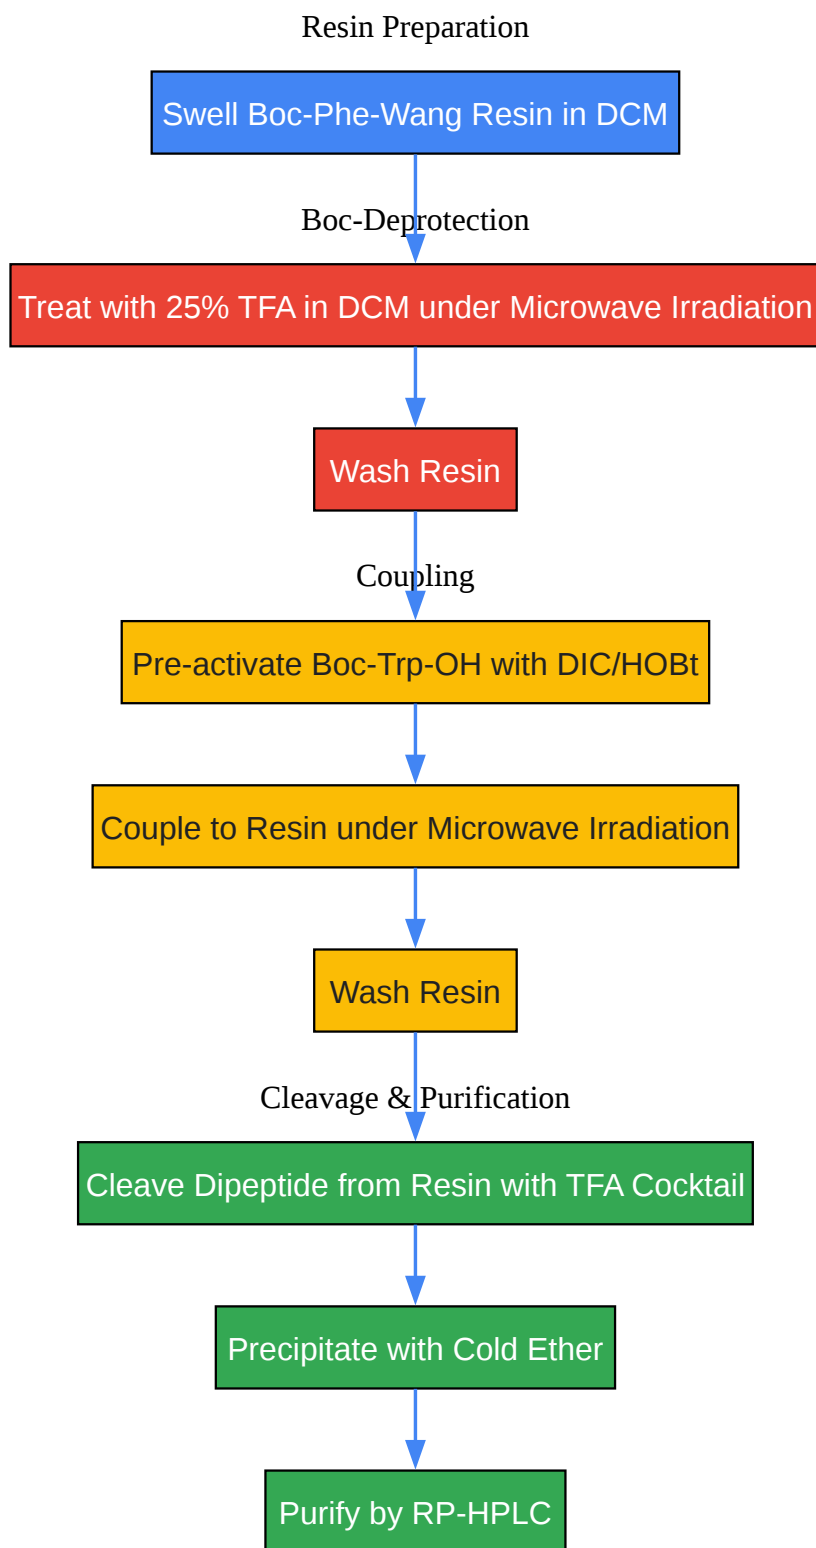 Resin Preparation
Swell Boc-Phe-Wang Resin in DCM
Boc-Deprotection
Treat with 25% TFA in DCM under Microwave Irradiation
Wash Resin
Coupling
Pre-activate Boc-Trp-OH with DIC/HOBt
Couple to Resin under Microwave Irradiation
Wash Resin
Cleavage & Purification
Cleave Dipeptide from Resin with TFA Cocktail
Precipitate with Cold Ether
Purify by RP-HPLC